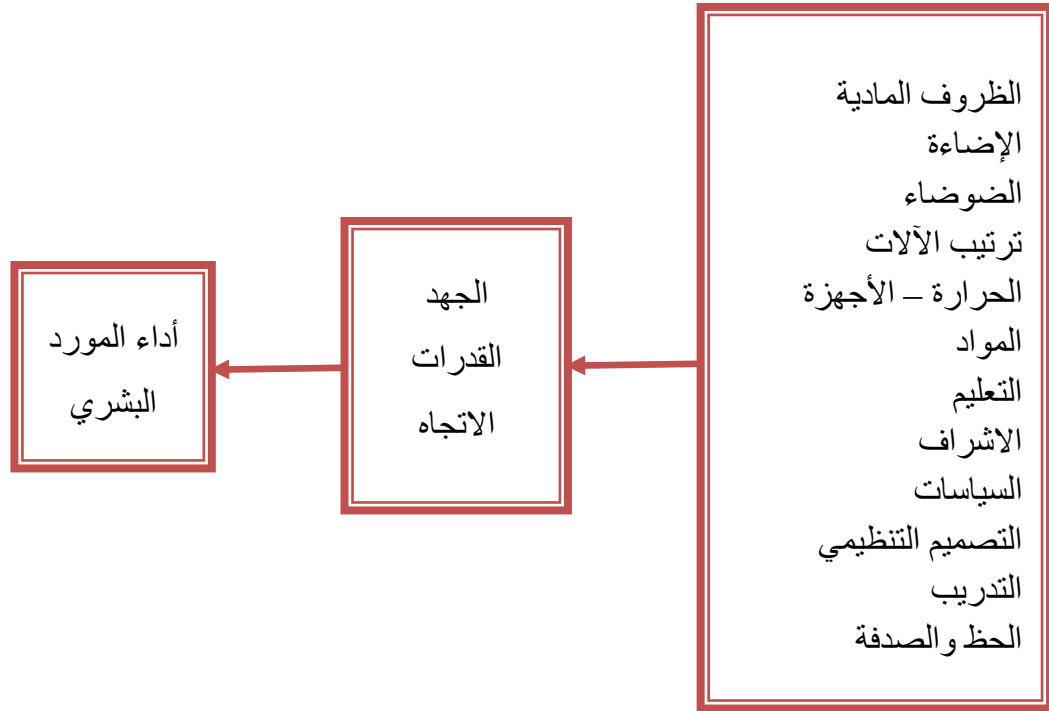 الظروف المادية
الإضاءة
الضوضاء
ترتيب الآلات
الحرارة – الأجهزة
المواد
التعليم
الاشراف
السياسات
التصميم التنظيمي
التدريب
الحظ والصدفة
الجهد
القدرات
الاتجاه
أداء المورد
البشري